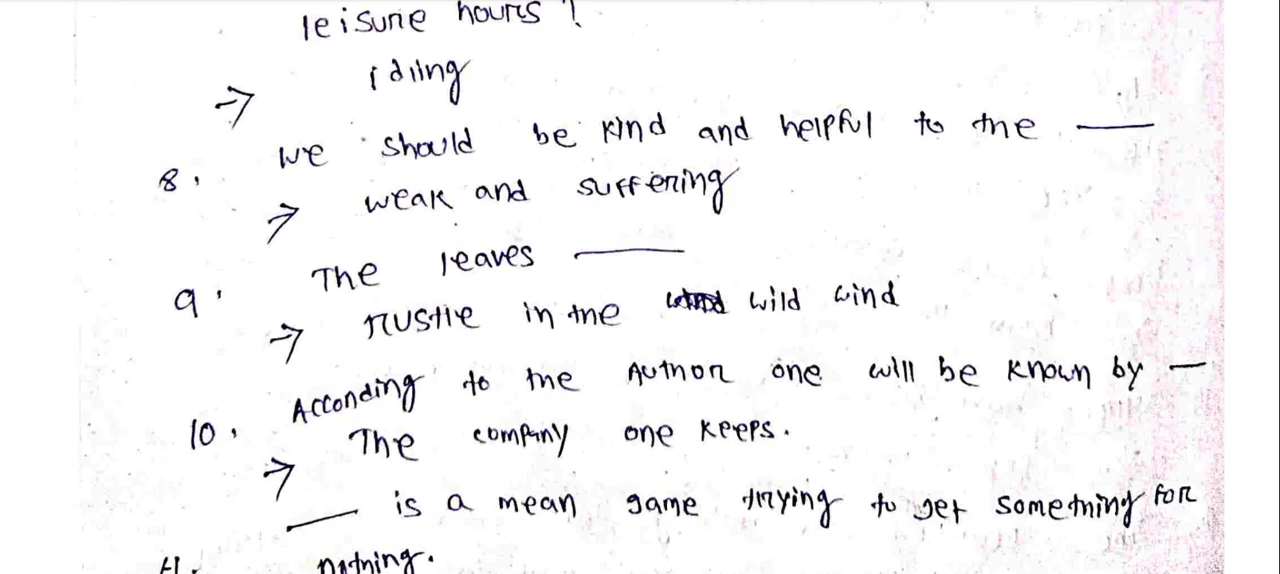 leisure hours ?
⇒ idling
8. We should be kind and helpful to the —
⇒ weak and suffering
9. The leaves —
⇒ rustle in the wild wind
10. According to the Author one will be known by —
⇒ The company one keeps.
11. — is a mean game trying to get something for
nothing.